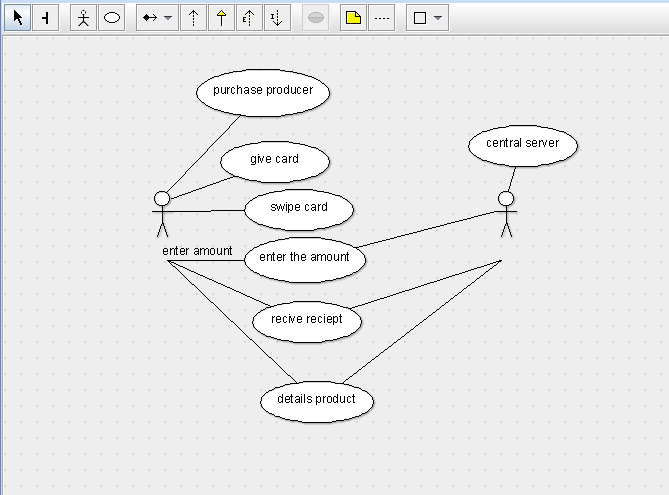 purchase producer
central server
give card
swipe card
enter amount
enter the amount
recive reciept
details product